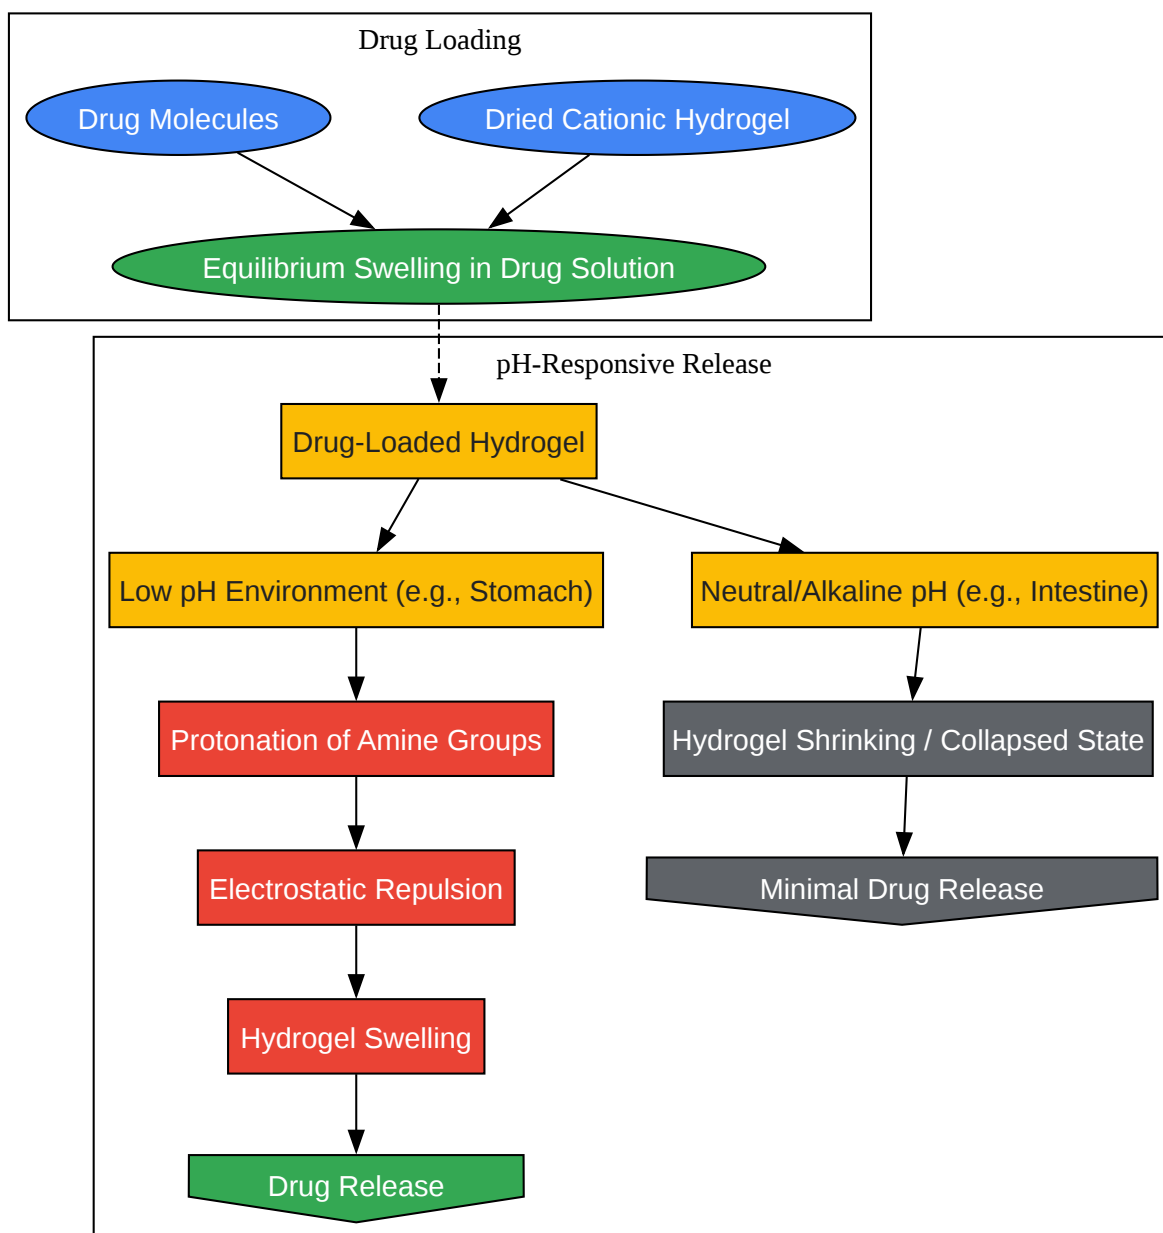 Drug Loading
Drug Molecules
Dried Cationic Hydrogel
Equilibrium Swelling in Drug Solution
pH-Responsive Release
Drug-Loaded Hydrogel
Low pH Environment (e.g., Stomach)
Neutral/Alkaline pH (e.g., Intestine)
Protonation of Amine Groups
Hydrogel Shrinking / Collapsed State
Electrostatic Repulsion
Minimal Drug Release
Hydrogel Swelling
Drug Release